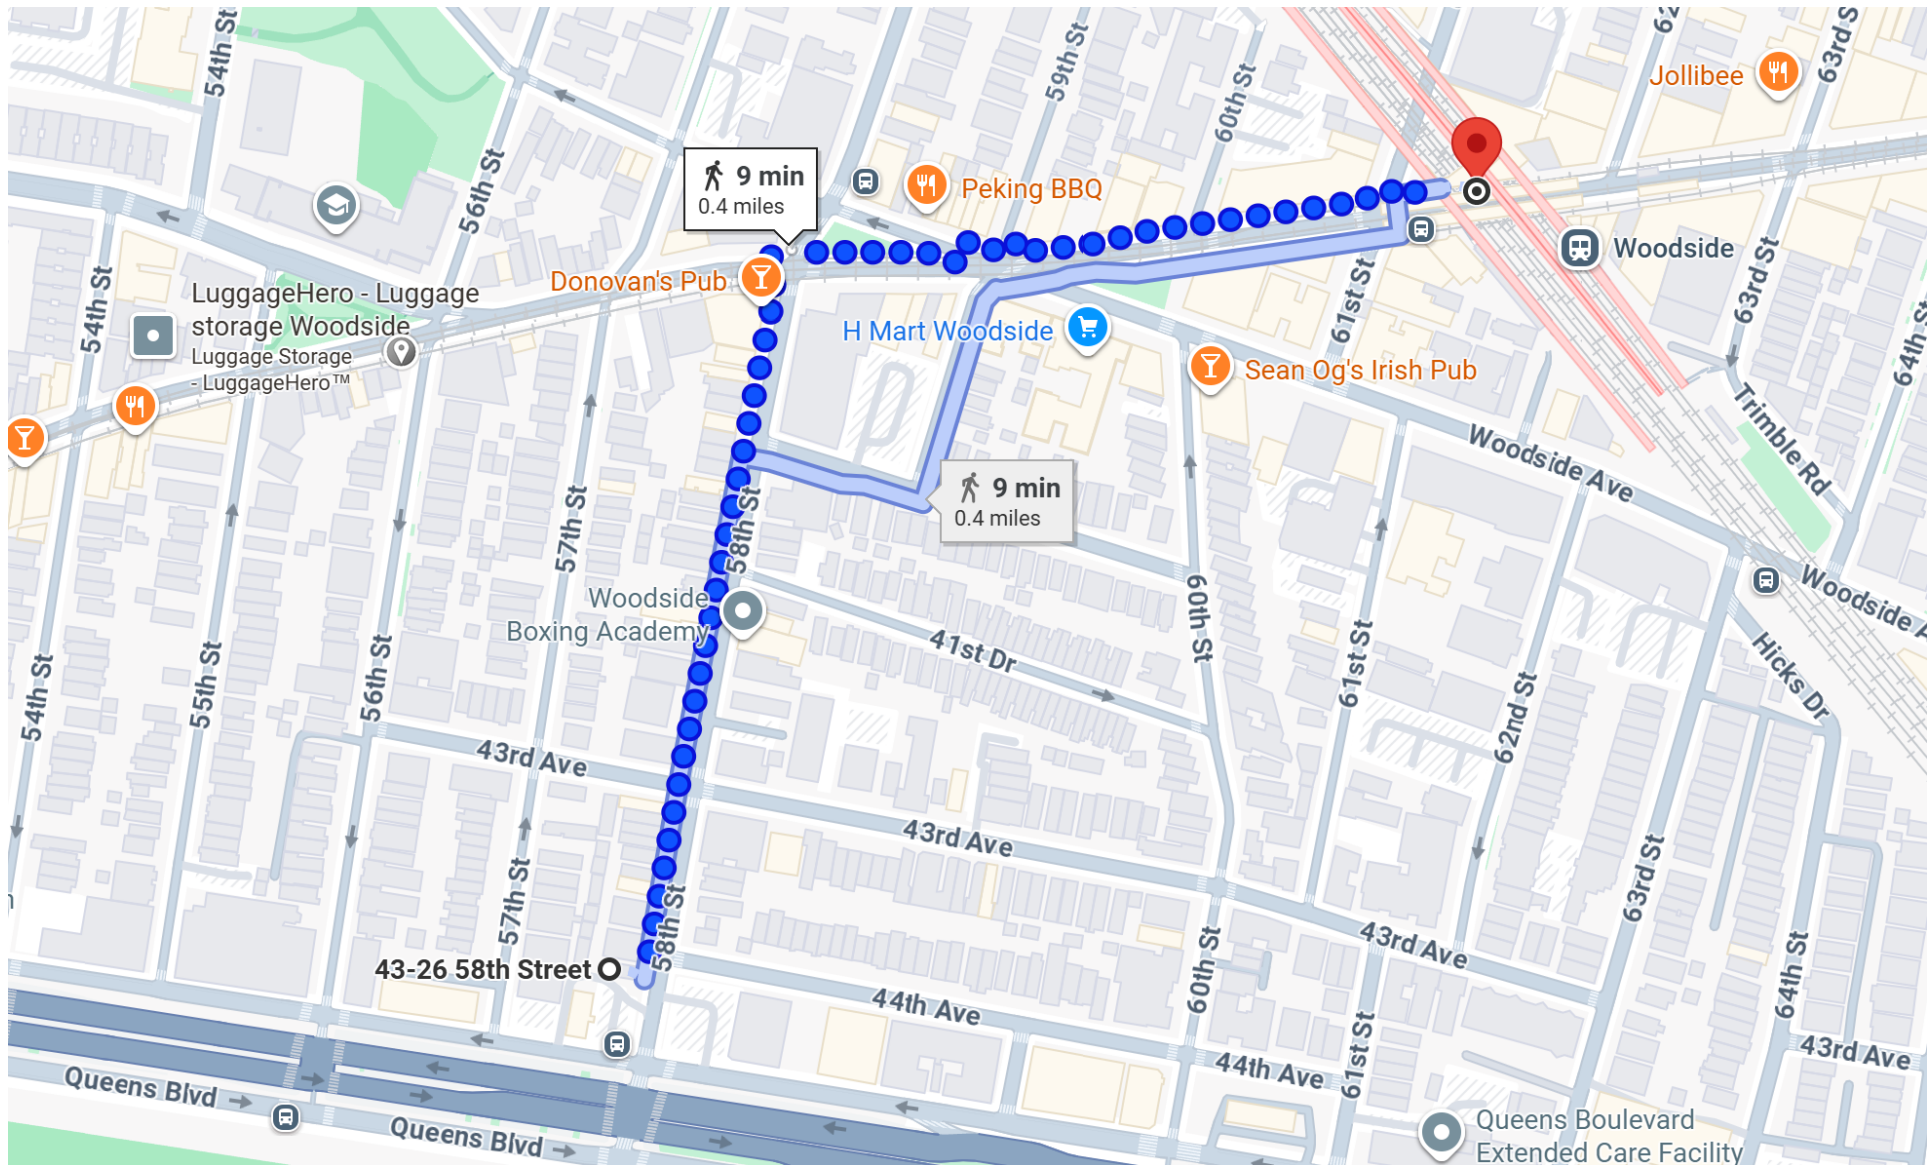 54th St
56th St
59th St
60th St
63rd S
Jollibee
9 min
0.4 miles
Peking BBQ
Donovan's Pub
Woodside
54th St
LuggageHero - Luggage
storage Woodside
Luggage Storage
- LuggageHero™
H Mart Woodside
61st St
63rd St
64th St
Sean Og's Irish Pub
Trimble Rd
Woodside Ave
9 min
0.4 miles
57th St
58th St
Woodside
Boxing Academy
41st Dr
60th St
61st St
62nd St
Woodside A
Hicks Dr
54th St
55th St
56th St
43rd Ave
43rd Ave
57th St
58th St
43-26 58th Street
63rd St
43rd Ave
60th St
64th St
44th Ave
44th Ave
61st St
43rd Ave
Queens Blvd
Queens Blvd
Queens Boulevard
Extended Care Facility